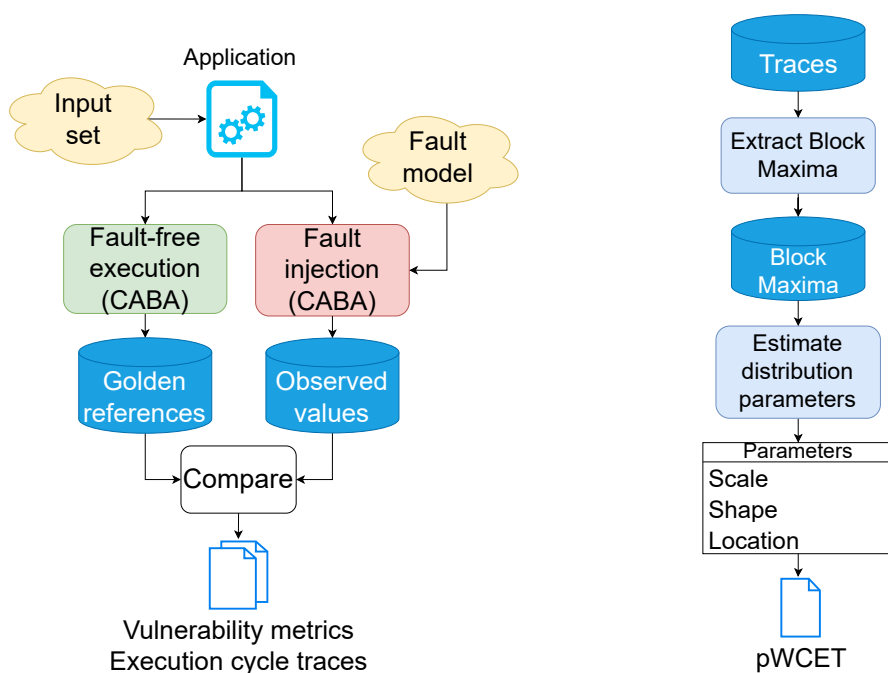 Application
Input
set
Fault
model
Fault-free
execution
(CABA)
Fault
injection
(CABA)
Golden
references
Observed
values
Compare
Vulnerability metrics
Execution cycle traces
Traces
Extract Block
Maxima
Block
Maxima
Estimate
distribution
parameters
Parameters
Scale
Shape
Location
pWCET